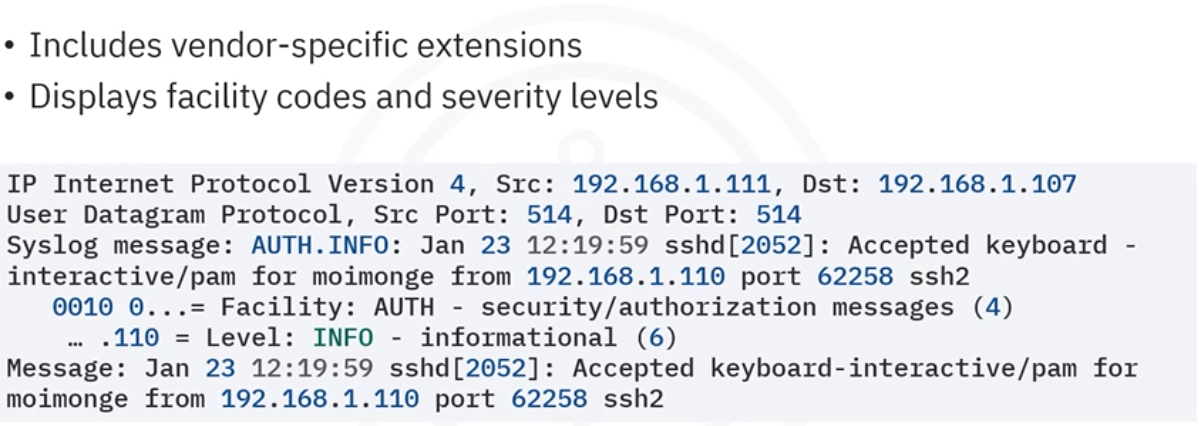 • Includes vendor-specific extensions
• Displays facility codes and severity levels
IP Internet Protocol Version 4, Src: 192.168.1.111, Dst: 192.168.1.107
User Datagram Protocol, Src Port: 514, Dst Port: 514
Syslog message: AUTH.INFO: Jan 23 12:19:59 sshd[2052]: Accepted keyboard -
interactive/pam for moimonge from 192.168.1.110 port 62258 ssh2
0010 0...= Facility: AUTH - security/authorization messages (4)
… .110 = Level: INFO - informational (6)
Message: Jan 23 12:19:59 sshd[2052]: Accepted keyboard-interactive/pam for
moimonge from 192.168.1.110 port 62258 ssh2